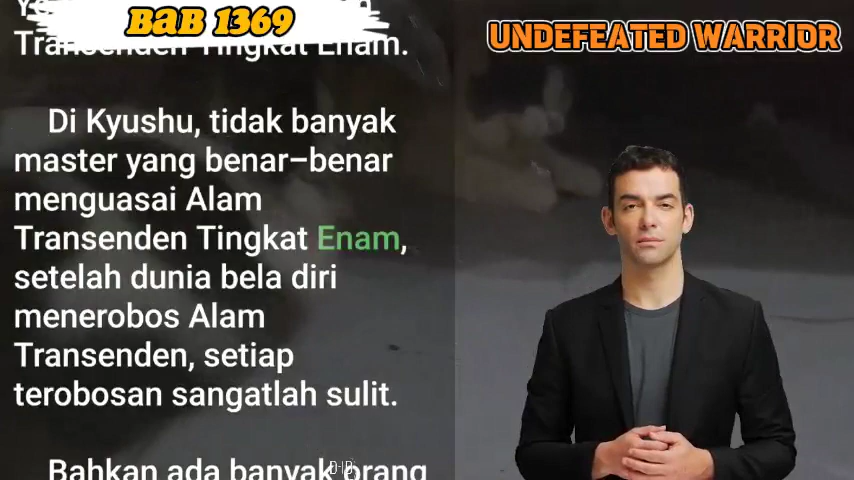 BAB 1369
UNDEFEATED WARRIOR
Transenden Tingkat Enam.
Di Kyushu, tidak banyak
master yang benar–benar
menguasai Alam
Transenden Tingkat Enam,
setelah dunia bela diri
menerobos Alam
Transenden, setiap
terobosan sangatlah sulit.
Bahkan ada banyak orang
D-ID